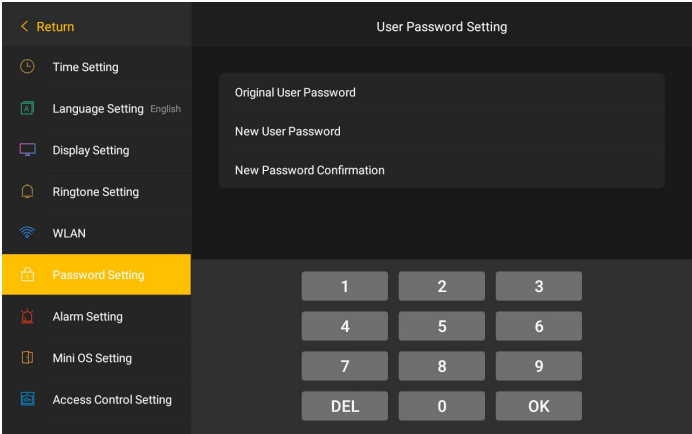 Return
User Password Setting
Time Setting
Language Setting English
Display Setting
Ringtone Setting
WLAN
Password Setting
Alarm Setting
Mini OS Setting
Access Control Setting
Original User Password
New User Password
New Password Confirmation
1 2 3
4 5 6
7 8 9
DEL 0 OK